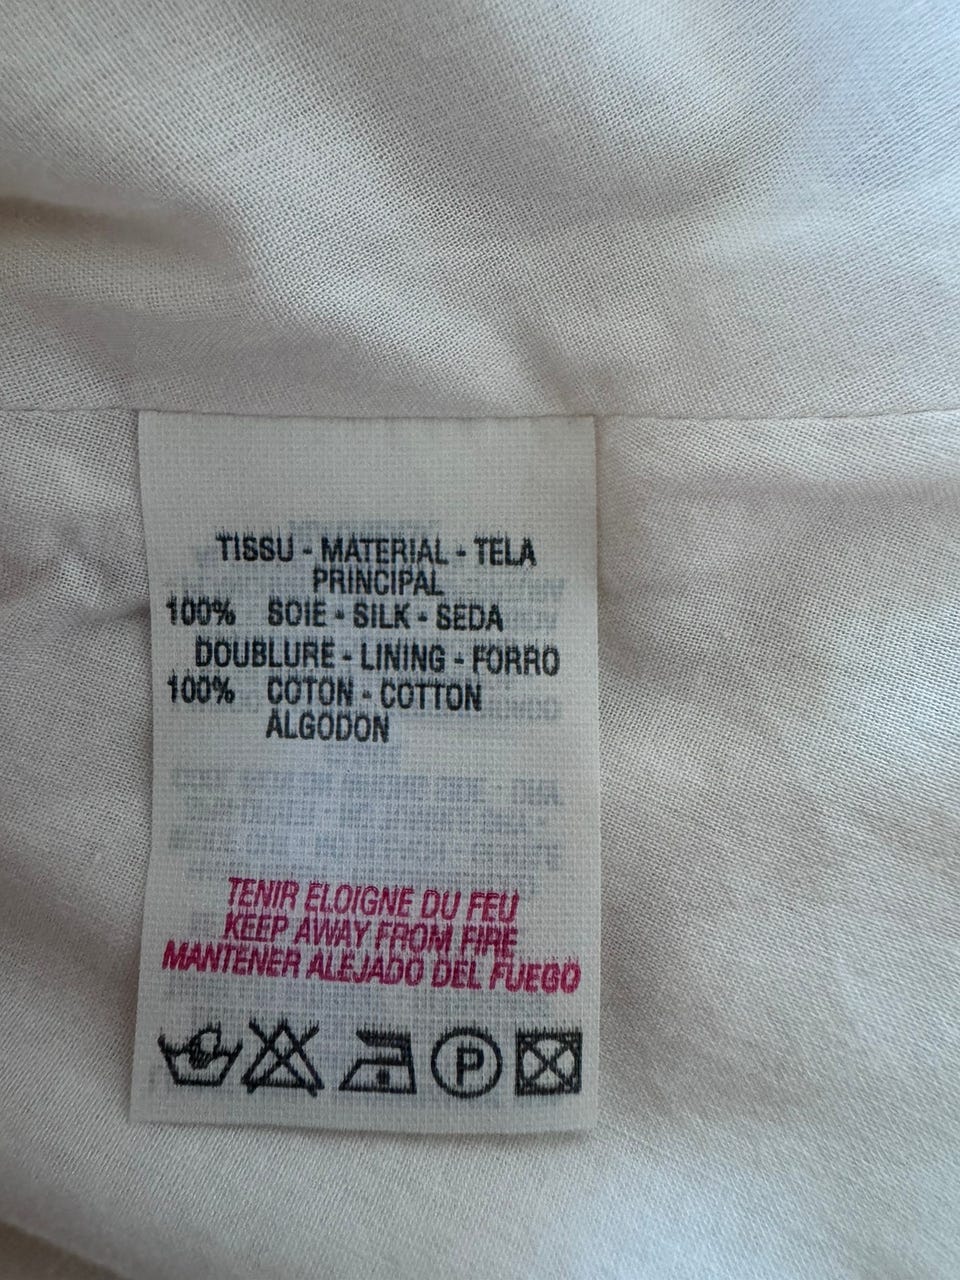 TISSU - MATERIAL - TELA
PRINCIPAL
100% SOIE - SILK - SEDA
DOUBLURE - LINING - FORRO
100% COTON - COTTON
ALGODON
TENIR ELOIGNE DU FEU
KEEP AWAY FROM FIRE
MANTENER ALEJADO DEL FUEGO
P